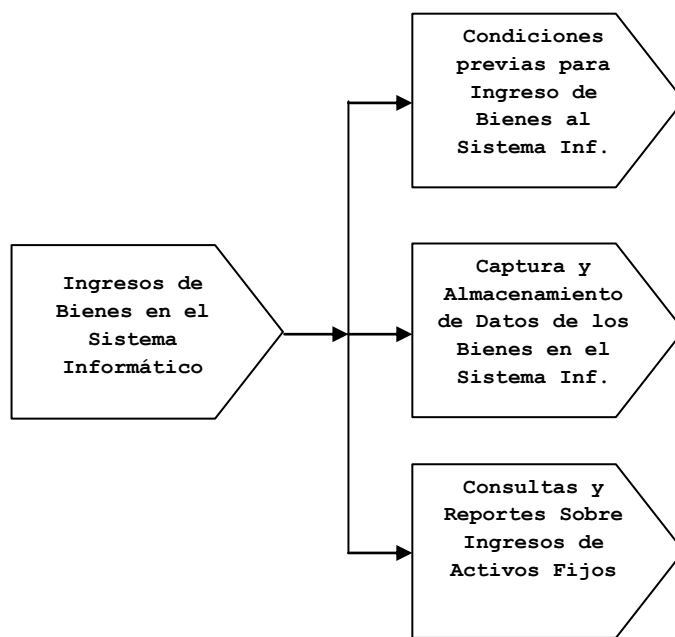 Condiciones
previas para
Ingreso de
Bienes al
Sistema Inf.
Ingresos de
Bienes en el
Sistema
Informático
Captura y
Almacenamiento
de Datos de los
Bienes en el
Sistema Inf.
Consultas y
Reportes Sobre
Ingresos de
Activos Fijos